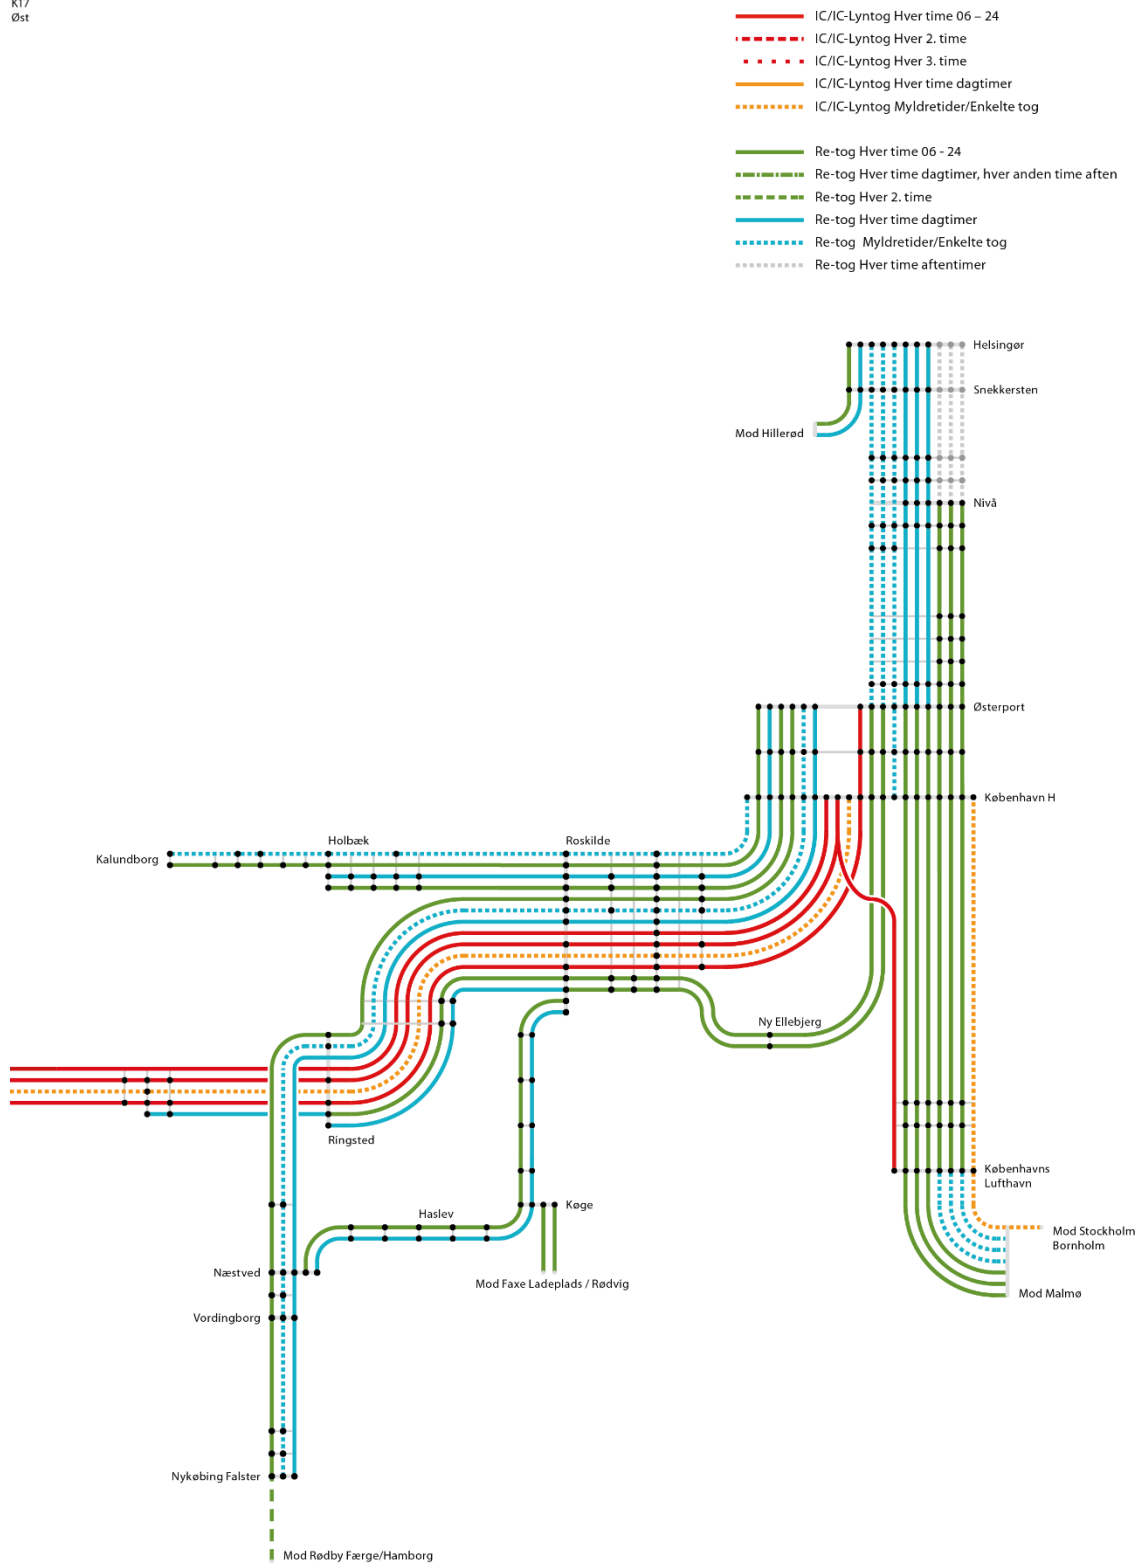 K17
Øst
IC/IC-Lyntog Hver time 06 – 24
IC/IC-Lyntog Hver 2. time
IC/IC-Lyntog Hver 3. time
IC/IC-Lyntog Hver time dagtimer
IC/IC-Lyntog Myldretider/Enkelte tog
Re-tog Hver time 06 - 24
Re-tog Hver time dagtimer, hver anden time aften
Re-tog Hver 2. time
Re-tog Hver time dagtimer
Re-tog Myldretider/Enkelte tog
Re-tog Hver time aftentimer
Helsingør
Snekkersten
Mod Hillerød
Nivå
Østerport
København H
Holbæk
Roskilde
Kalundborg
Ny Ellebjerg
Ringsted
Københavns
Lufthavn
Køge
Haslev
Mod Stockholm
Bornholm
Næstved
Mod Faxe Ladeplads / Rødvig
Mod Malmø
Vordingborg
Nykøbing Falster
Mod Rødby Færge/Hamborg